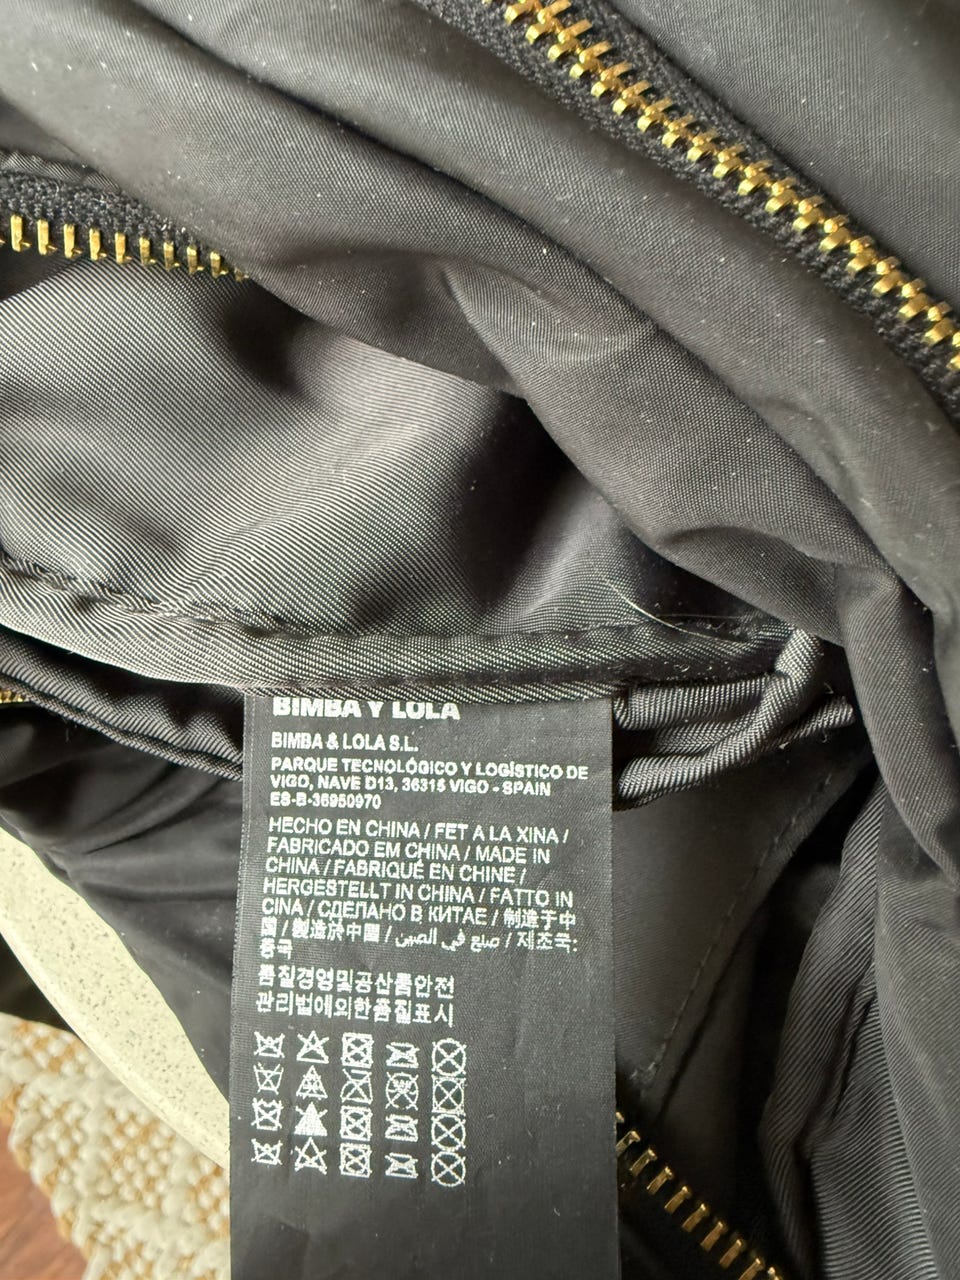 BIMBA Y LOLA
BIMBA & LOLA S.L.
PARQUE TECNOLÓGICO Y LOGÍSTICO DE
VIGO, NAVE D13, 36315 VIGO - SPAIN
ES-B-36950970
HECHO EN CHINA / FET A LA XINA /
FABRICADO EM CHINA / MADE IN
CHINA / FABRIQUÉ EN CHINE /
HERGESTELLT IN CHINA / FATTO IN
CINA / СДЕЛАНО В КИТАЕ / 制造于中
国 / 製造於中國 / صنع في الصين / 제조국:
중국
품질경영및공산품안전
관리법에의한품질표시